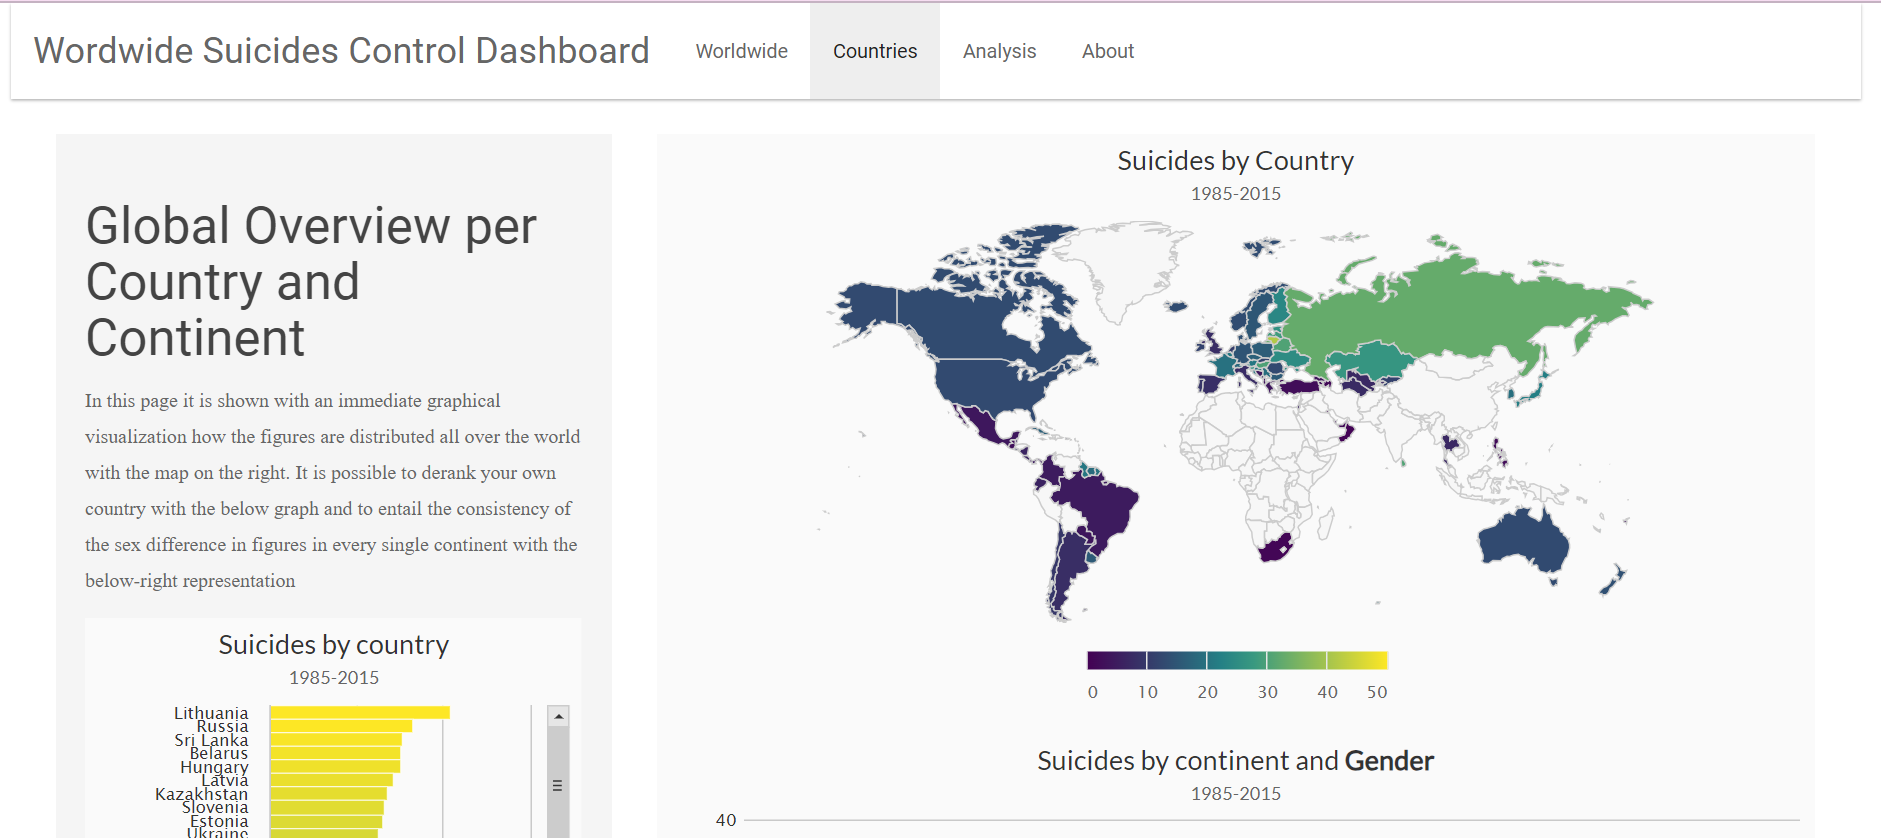 Wordwide Suicides Control Dashboard
Worldwide
Countries
Analysis
About
Global Overview per
Country and
Continent
In this page it is shown with an immediate graphical
visualization how the figures are distributed all over the world
with the map on the right. It is possible to derank your own
country with the below graph and to entail the consistency of
the sex difference in figures in every single continent with the
below-right representation
Suicides by country
1985-2015
Lithuania
Russia
Sri Lanka
Belarus
Hungary
Latvia
Kazakhstan
Slovenia
Estonia
Ukraine
Suicides by Country
1985-2015
0 10 20 30 40 50
Suicides by continent and Gender
1985-2015
40